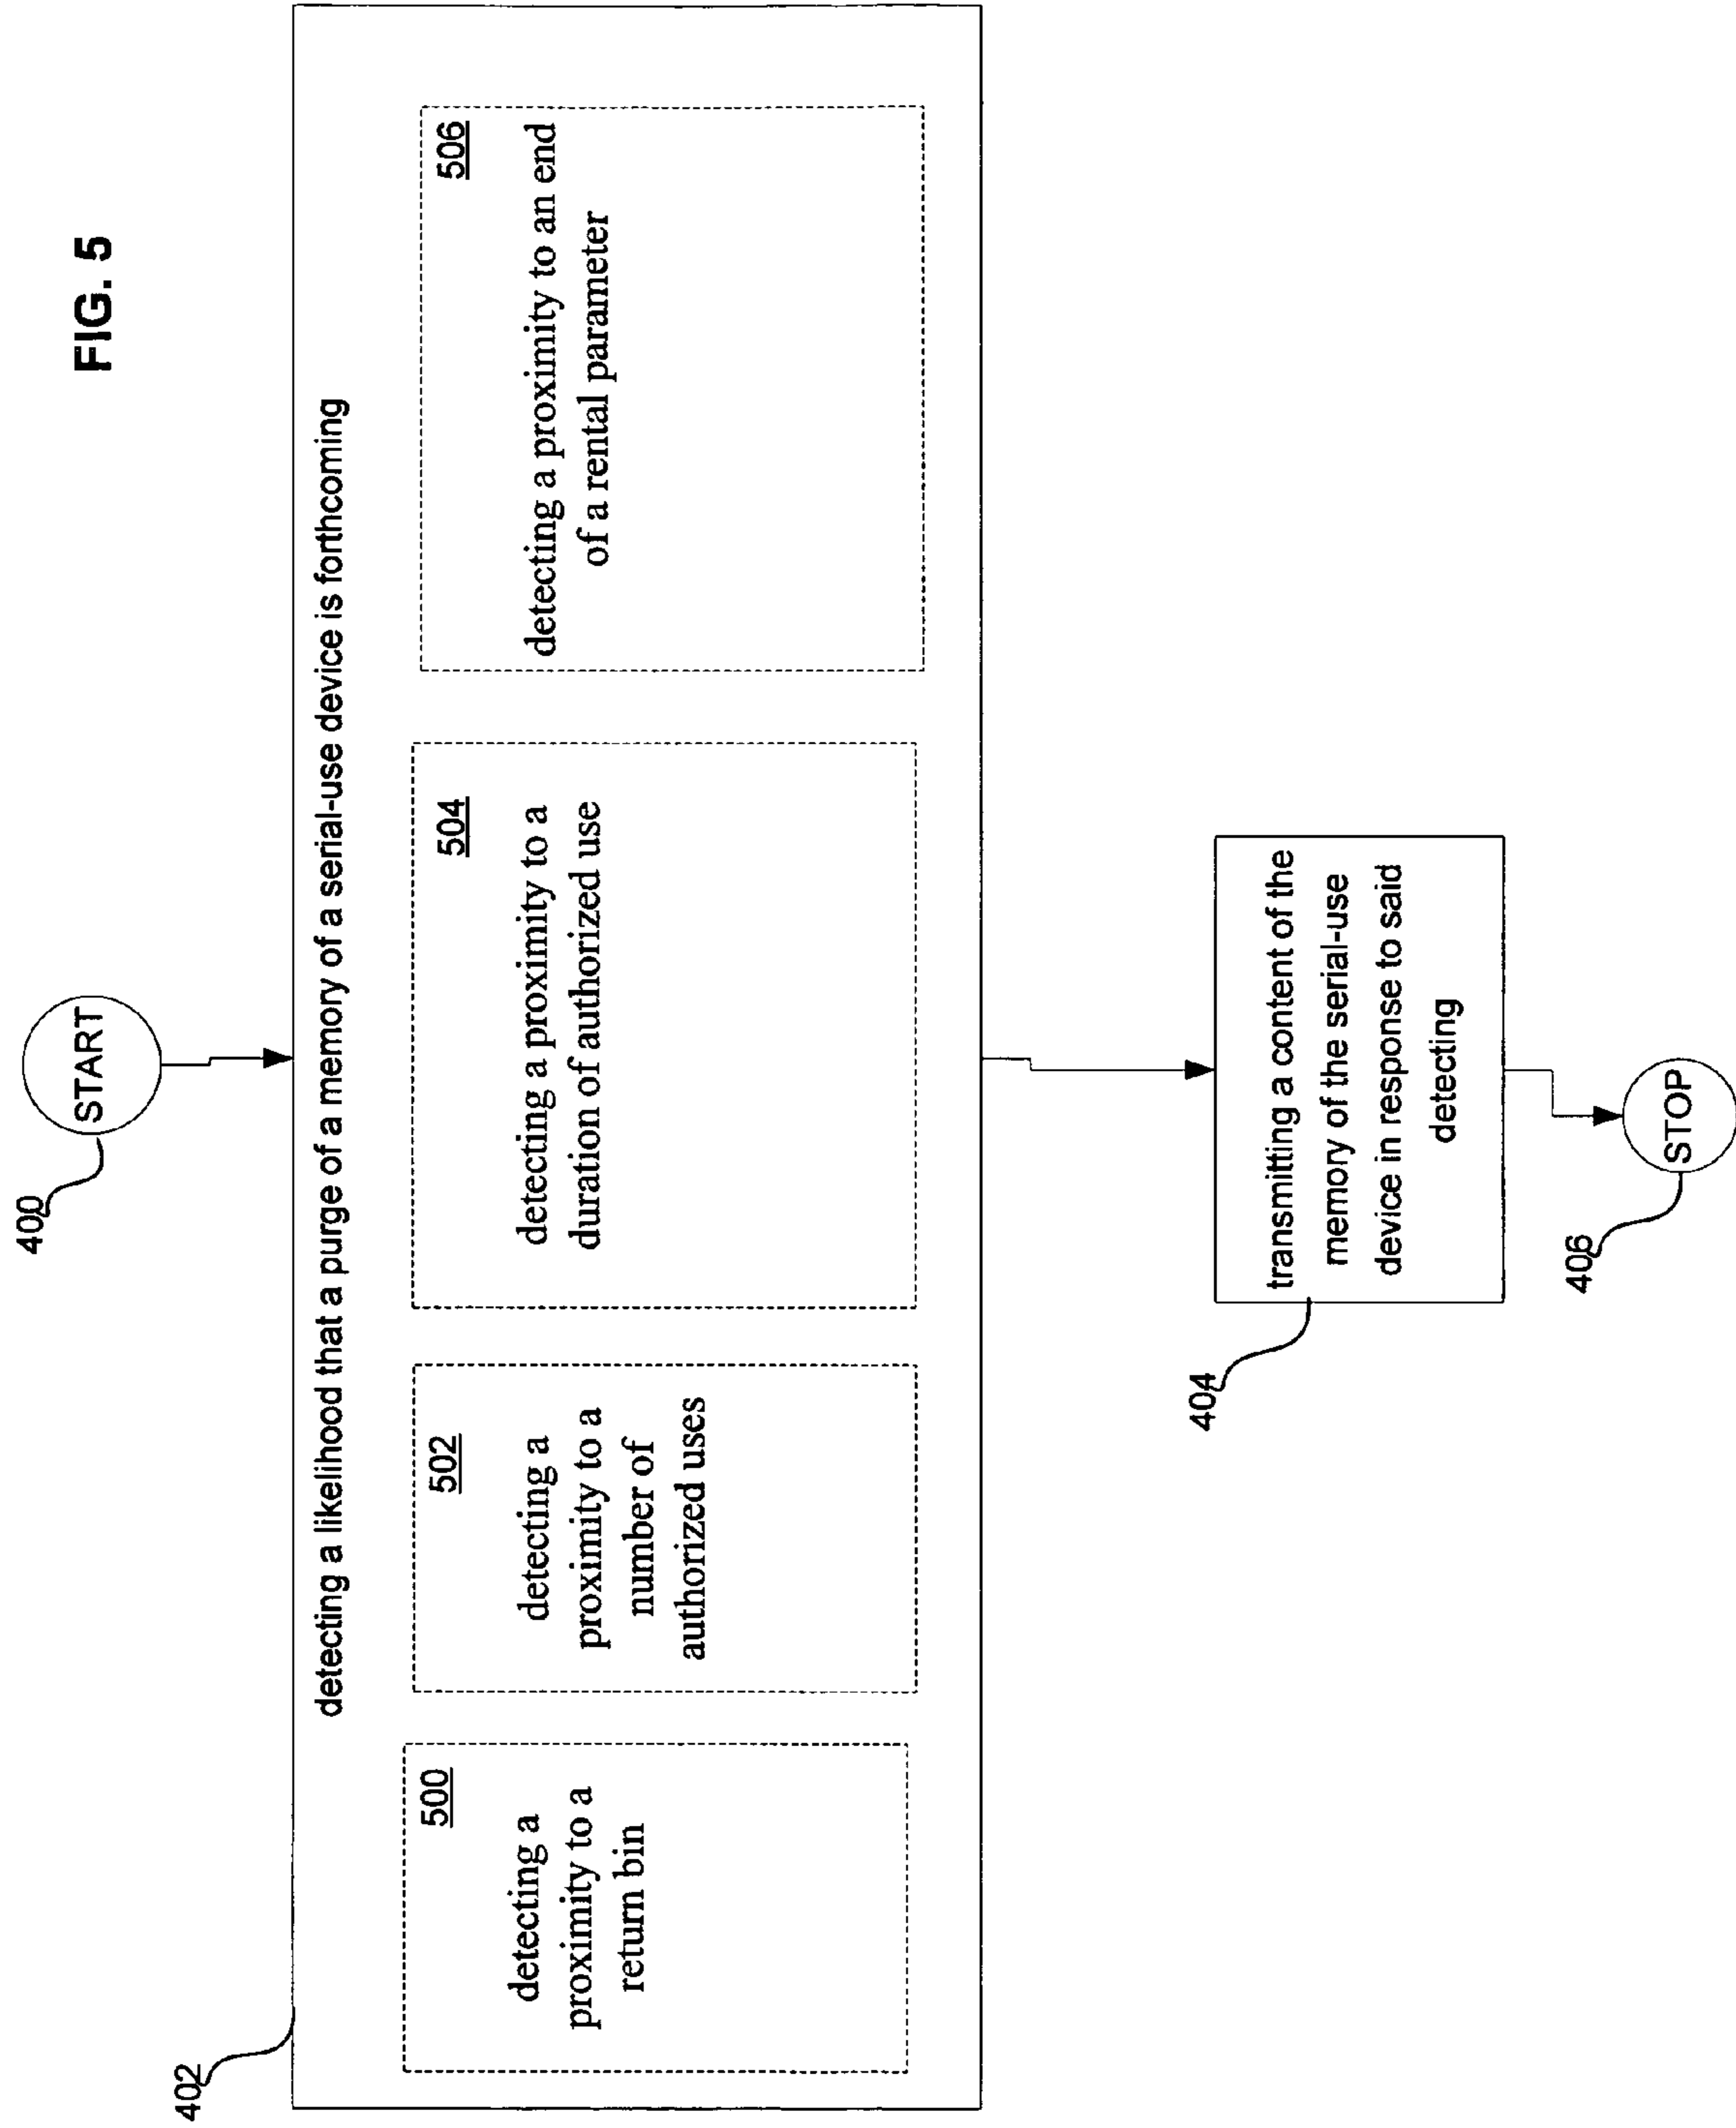 FIG. 5
400
START
402
detecting a likelihood that a purge of a memory of a serial-use device is forthcoming
500
detecting a
proximity to a
return bin
502
detecting a
proximity to a
number of
authorized uses
504
detecting a proximity to a
duration of authorized use
506
detecting a proximity to an end
of a rental parameter
404
transmitting a content of the
memory of the serial-use
device in response to said
detecting
406
STOP